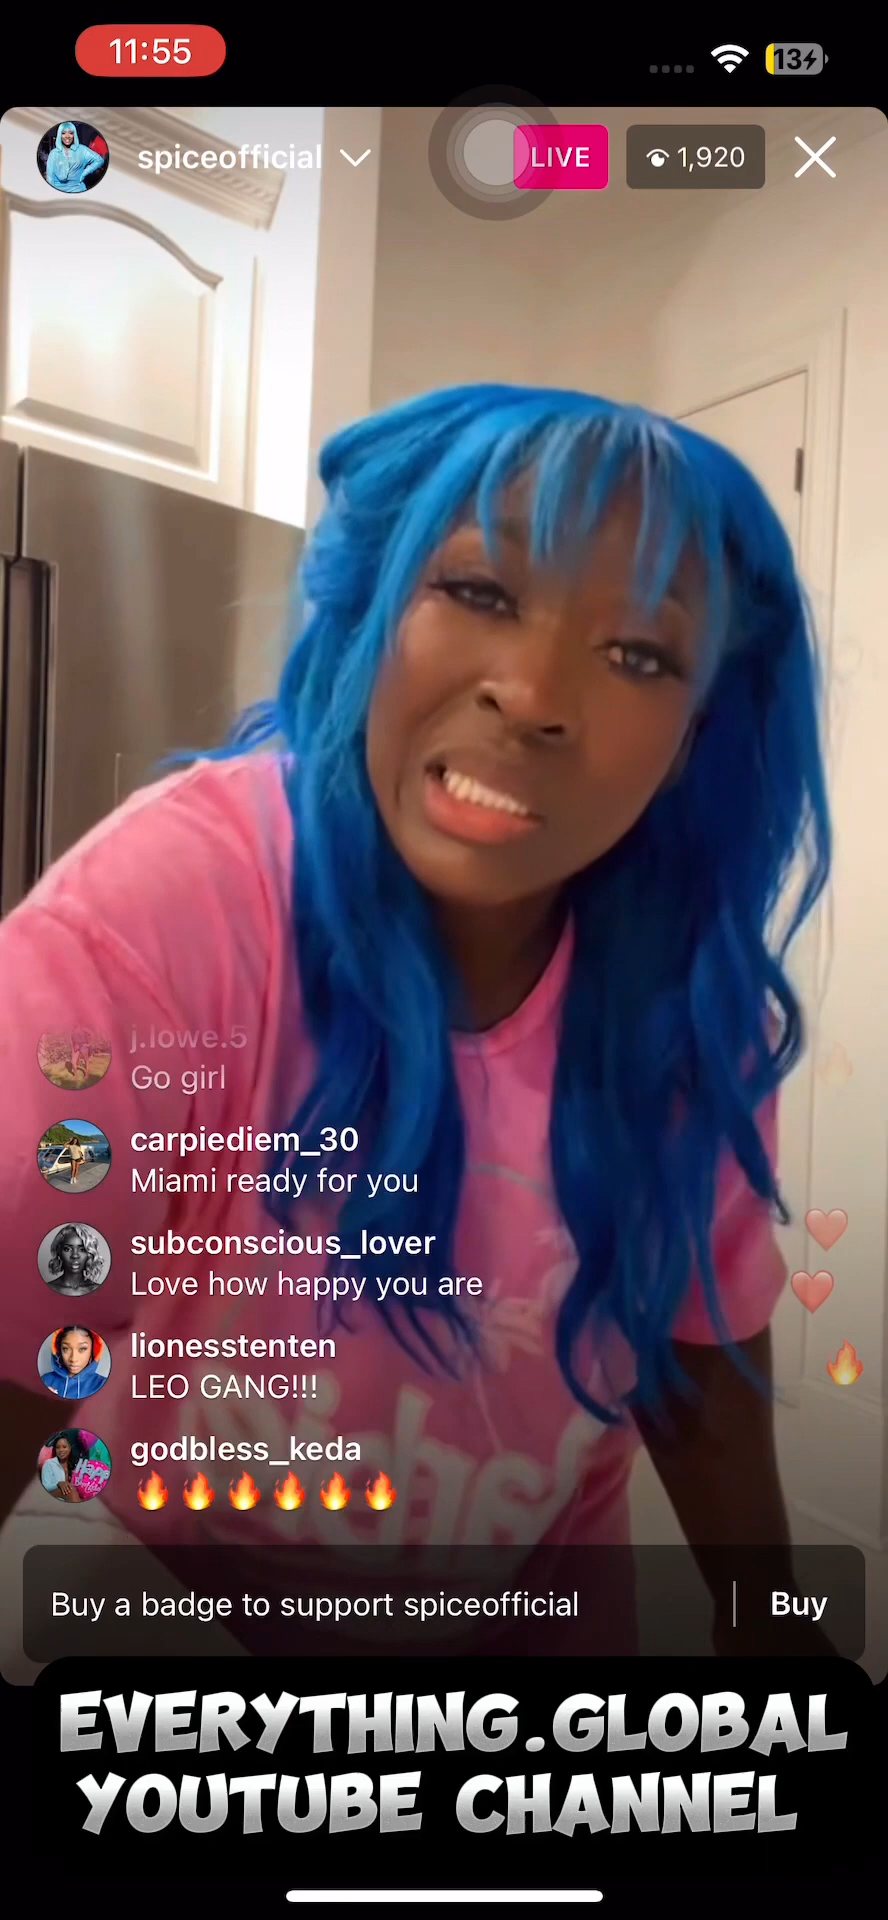 11:55
13
spiceofficial
LIVE
1,920
j.lowe.5
Go girl
carpiediem_30
Miami ready for you
subconscious_lover
Love how happy you are
lionesstenten
LEO GANG!!!
godbless_keda
🔥🔥🔥🔥🔥🔥
Buy a badge to support spiceofficial
Buy
EVERYTHING.GLOBAL
YOUTUBE CHANNEL